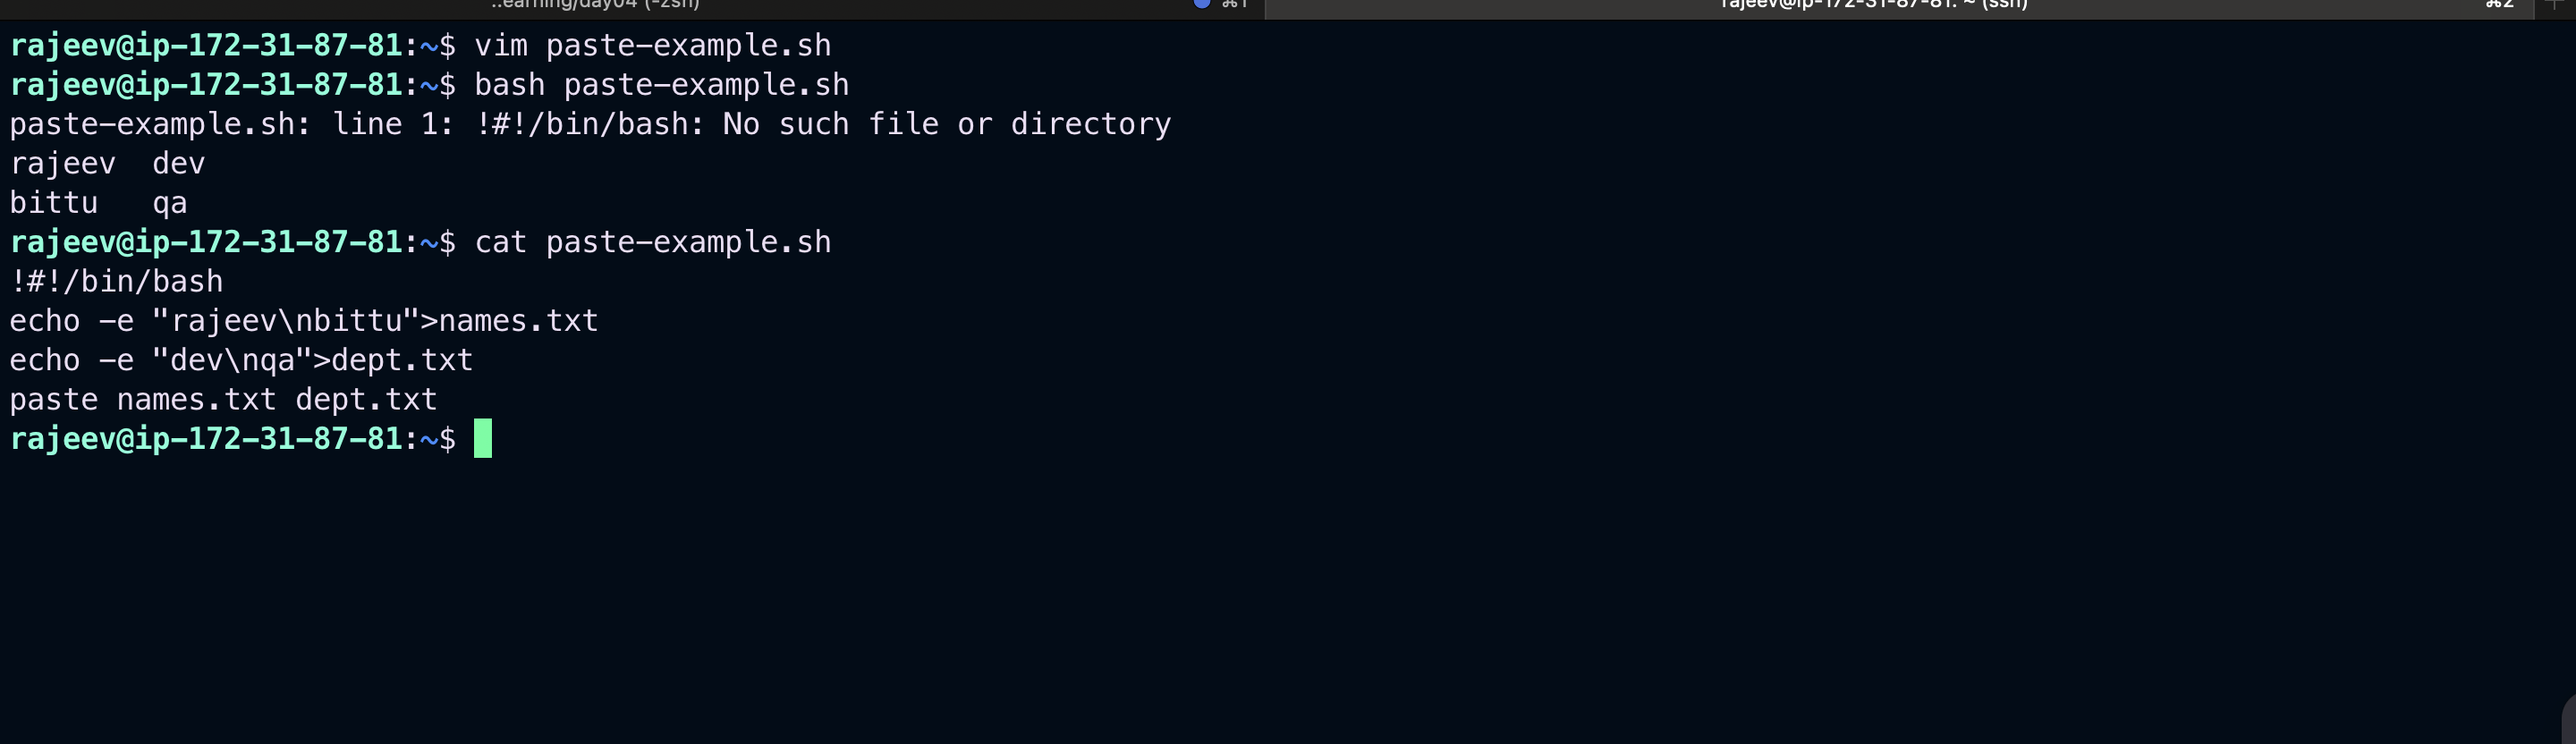 ..earning/day04 (-zsh) ⌘1 rajeev@ip-172-31-87-81: ~ (ssh) ⌘2 +
rajeev@ip-172-31-87-81:~$ vim paste-example.sh
rajeev@ip-172-31-87-81:~$ bash paste-example.sh
paste-example.sh: line 1: !#!/bin/bash: No such file or directory
rajeev  dev
bittu   qa
rajeev@ip-172-31-87-81:~$ cat paste-example.sh
!#!/bin/bash
echo -e "rajeev\nbittu">names.txt
echo -e "dev\nqa">dept.txt
paste names.txt dept.txt
rajeev@ip-172-31-87-81:~$